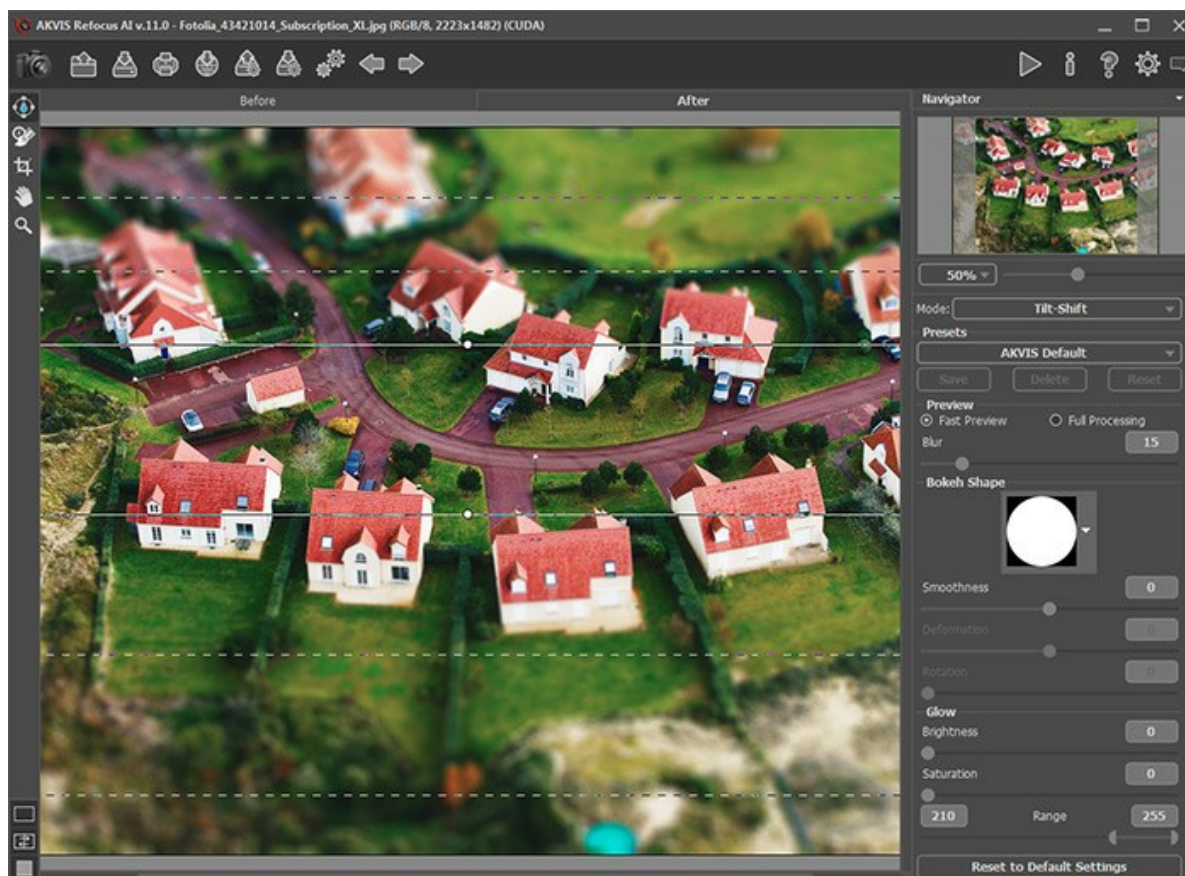 AKVIS Refocus AI v.11.0 - Fotolia_43421014_Subscription_XL.jpg (RGB/8, 2223x1482) (CUDA)
Before
After
Navigator
50%
Mode: Tilt-Shift
Presets
AKVIS Default
Save Delete Reset
Preview
Fast Preview Full Processing
Blur 15
Bokeh Shape
Smoothness 0
Deformation 0
Rotation 0
Glow
Brightness 0
Saturation 0
210 Range 255
Reset to Default Settings